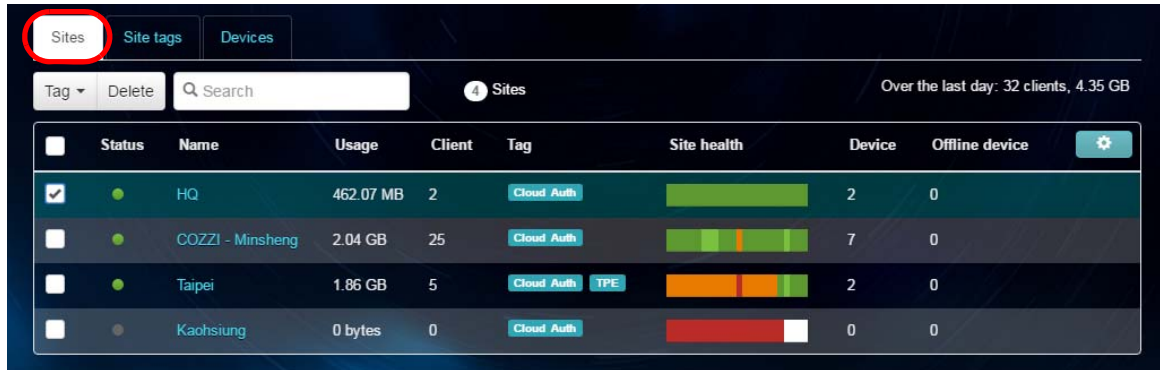 Sites Site tags Devices
Tag Delete Search 4 Sites Over the last day: 32 clients, 4.35 GB
Status Name Usage Client Tag Site health Device Offline device
HQ 462.07 MB 2 Cloud Auth 2 0
COZZI - Minsheng 2.04 GB 25 Cloud Auth 7 0
Taipei 1.86 GB 5 Cloud Auth TPE 2 0
Kaohsiung 0 bytes 0 Cloud Auth 0 0